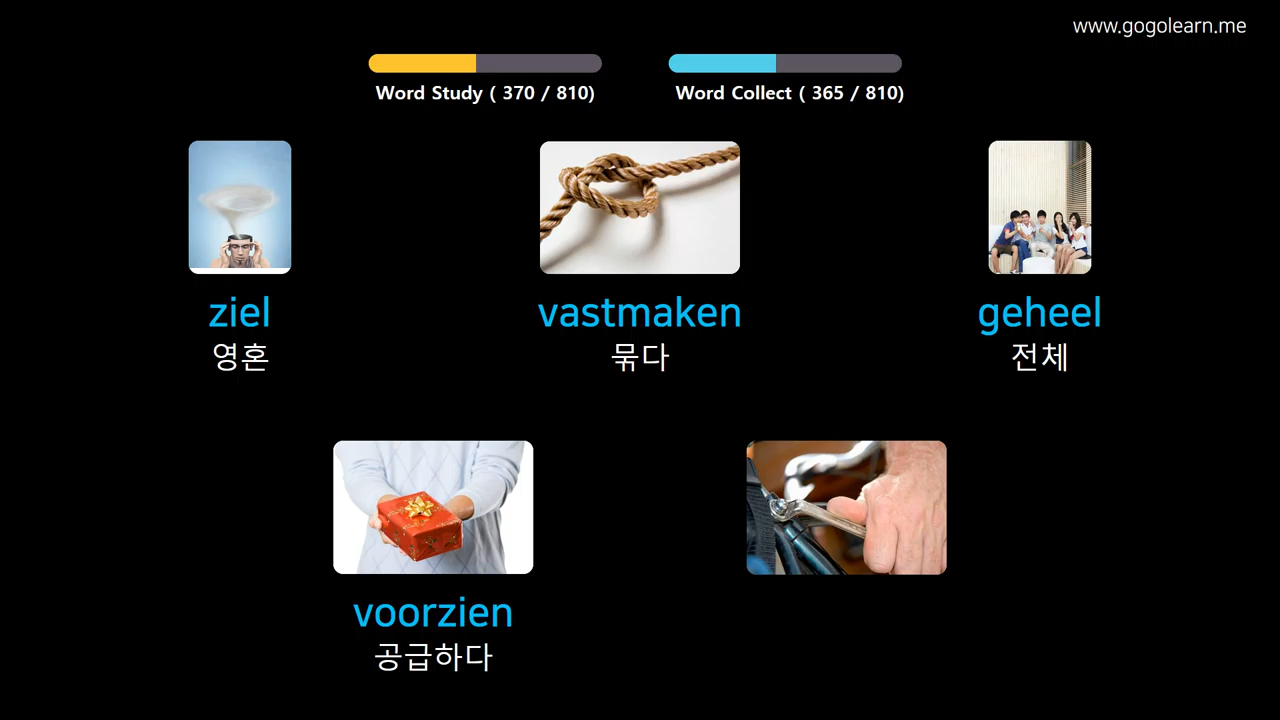 www.gogolearn.me
Word Study ( 370 / 810)
Word Collect ( 365 / 810)
ziel
영혼
vastmaken
묶다
geheel
전체
voorzien
공급하다